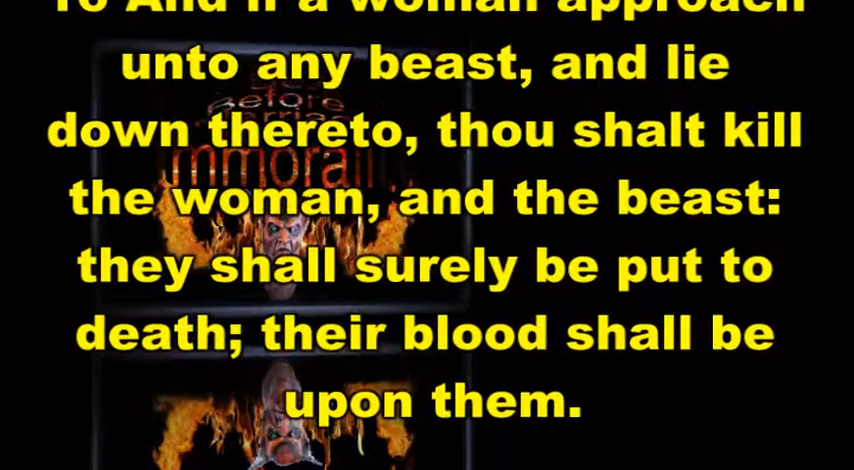 16 And if a woman approach
unto any beast, and lie
down thereto, thou shalt kill
the woman, and the beast:
they shall surely be put to
death; their blood shall be
upon them.
Before